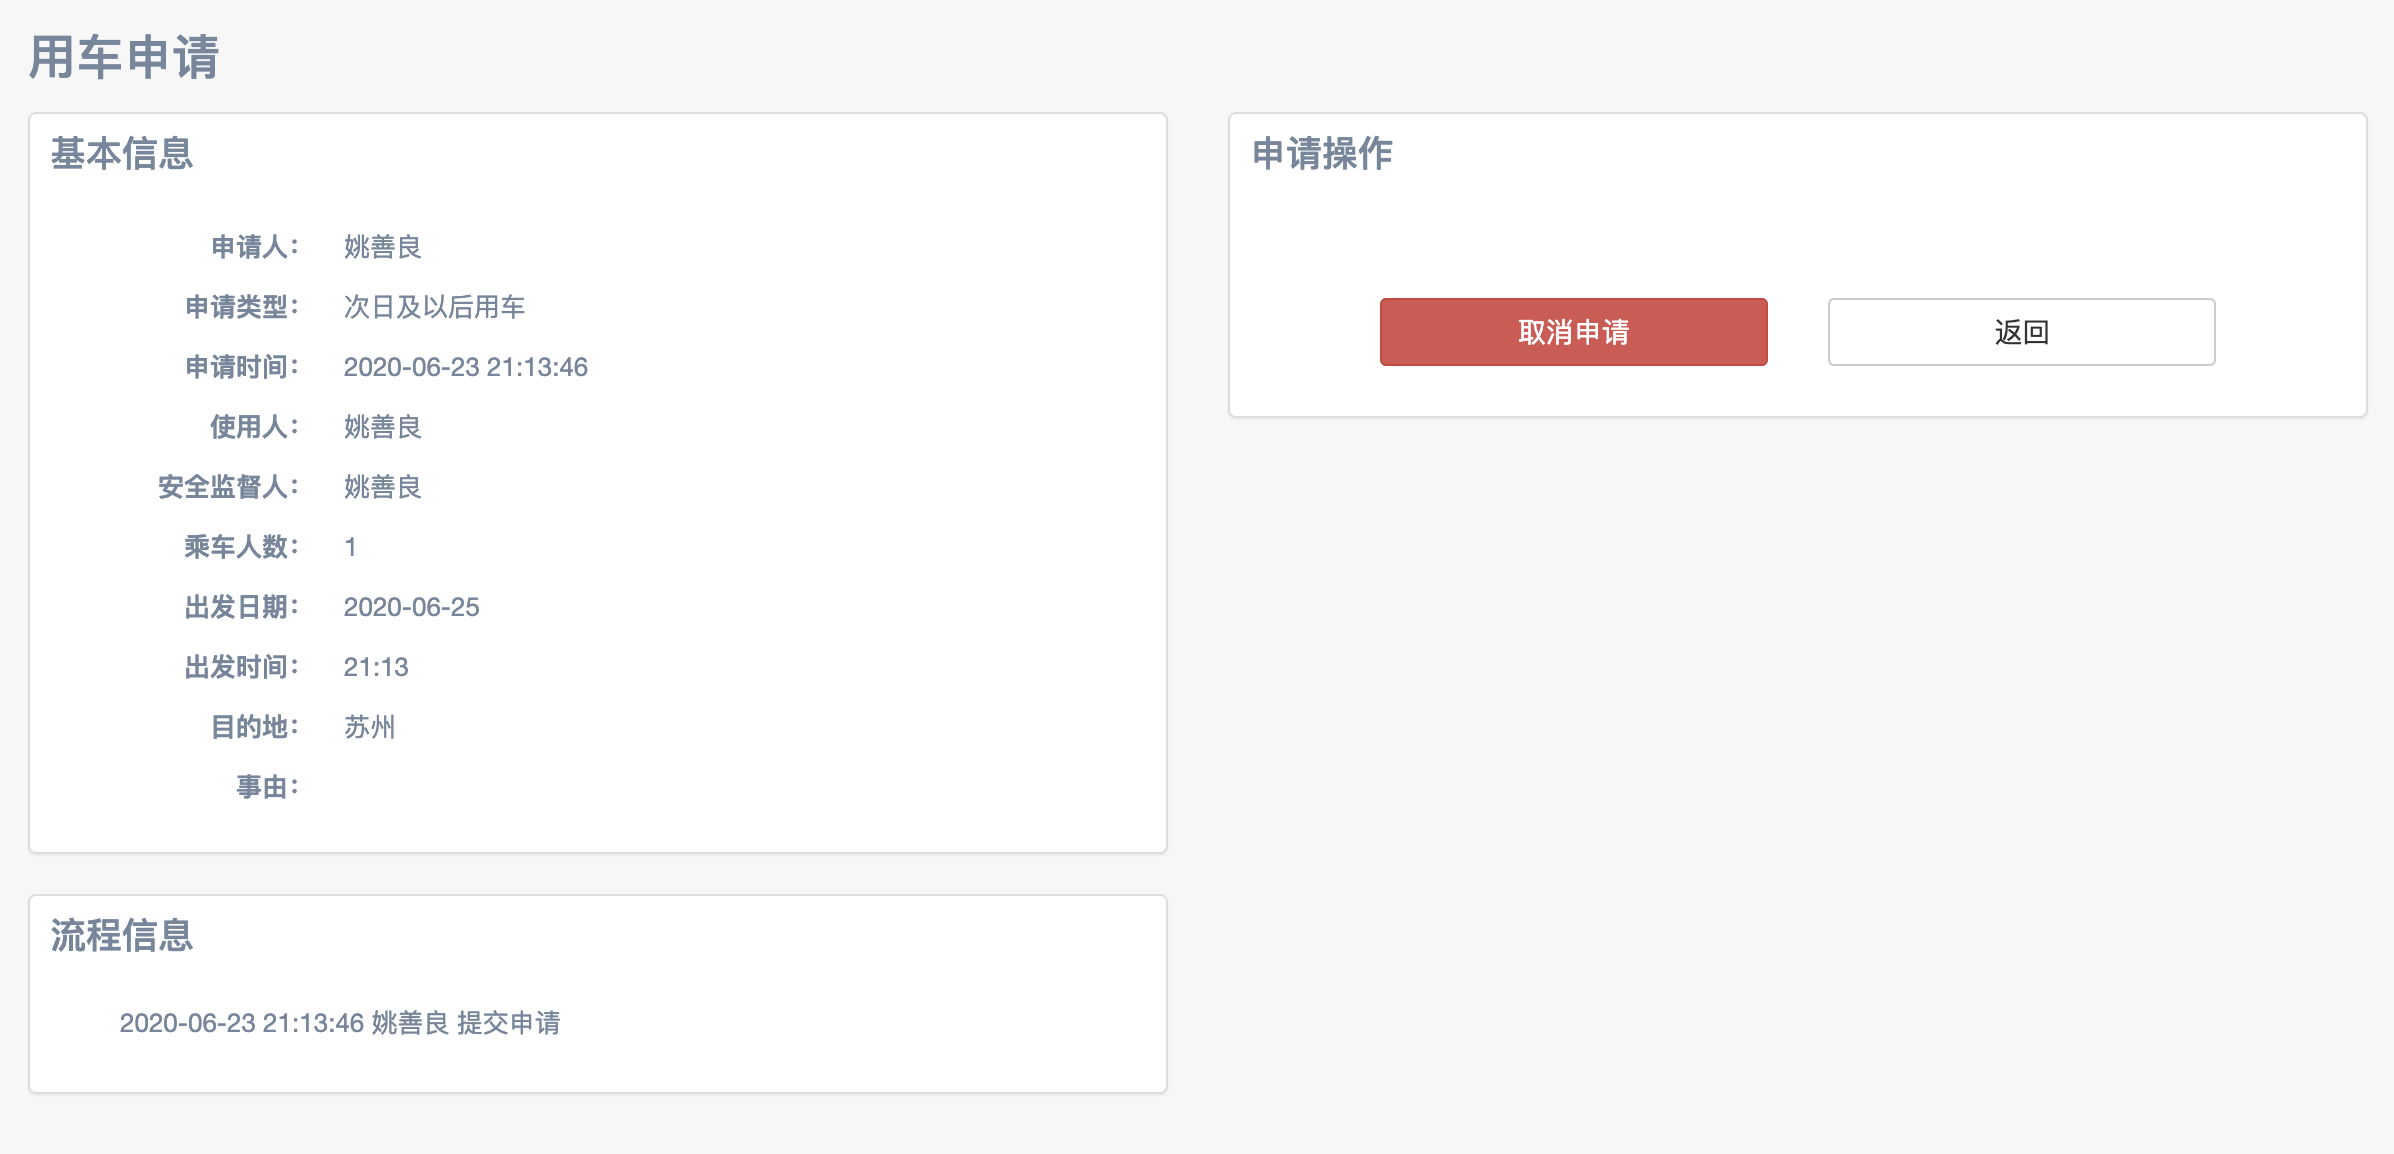 用车申请
基本信息
申请人： 姚善良
申请类型： 次日及以后用车
申请时间： 2020-06-23 21:13:46
使用人： 姚善良
安全监督人： 姚善良
乘车人数： 1
出发日期： 2020-06-25
出发时间： 21:13
目的地： 苏州
事由：
流程信息
2020-06-23 21:13:46 姚善良 提交申请
申请操作
取消申请
返回